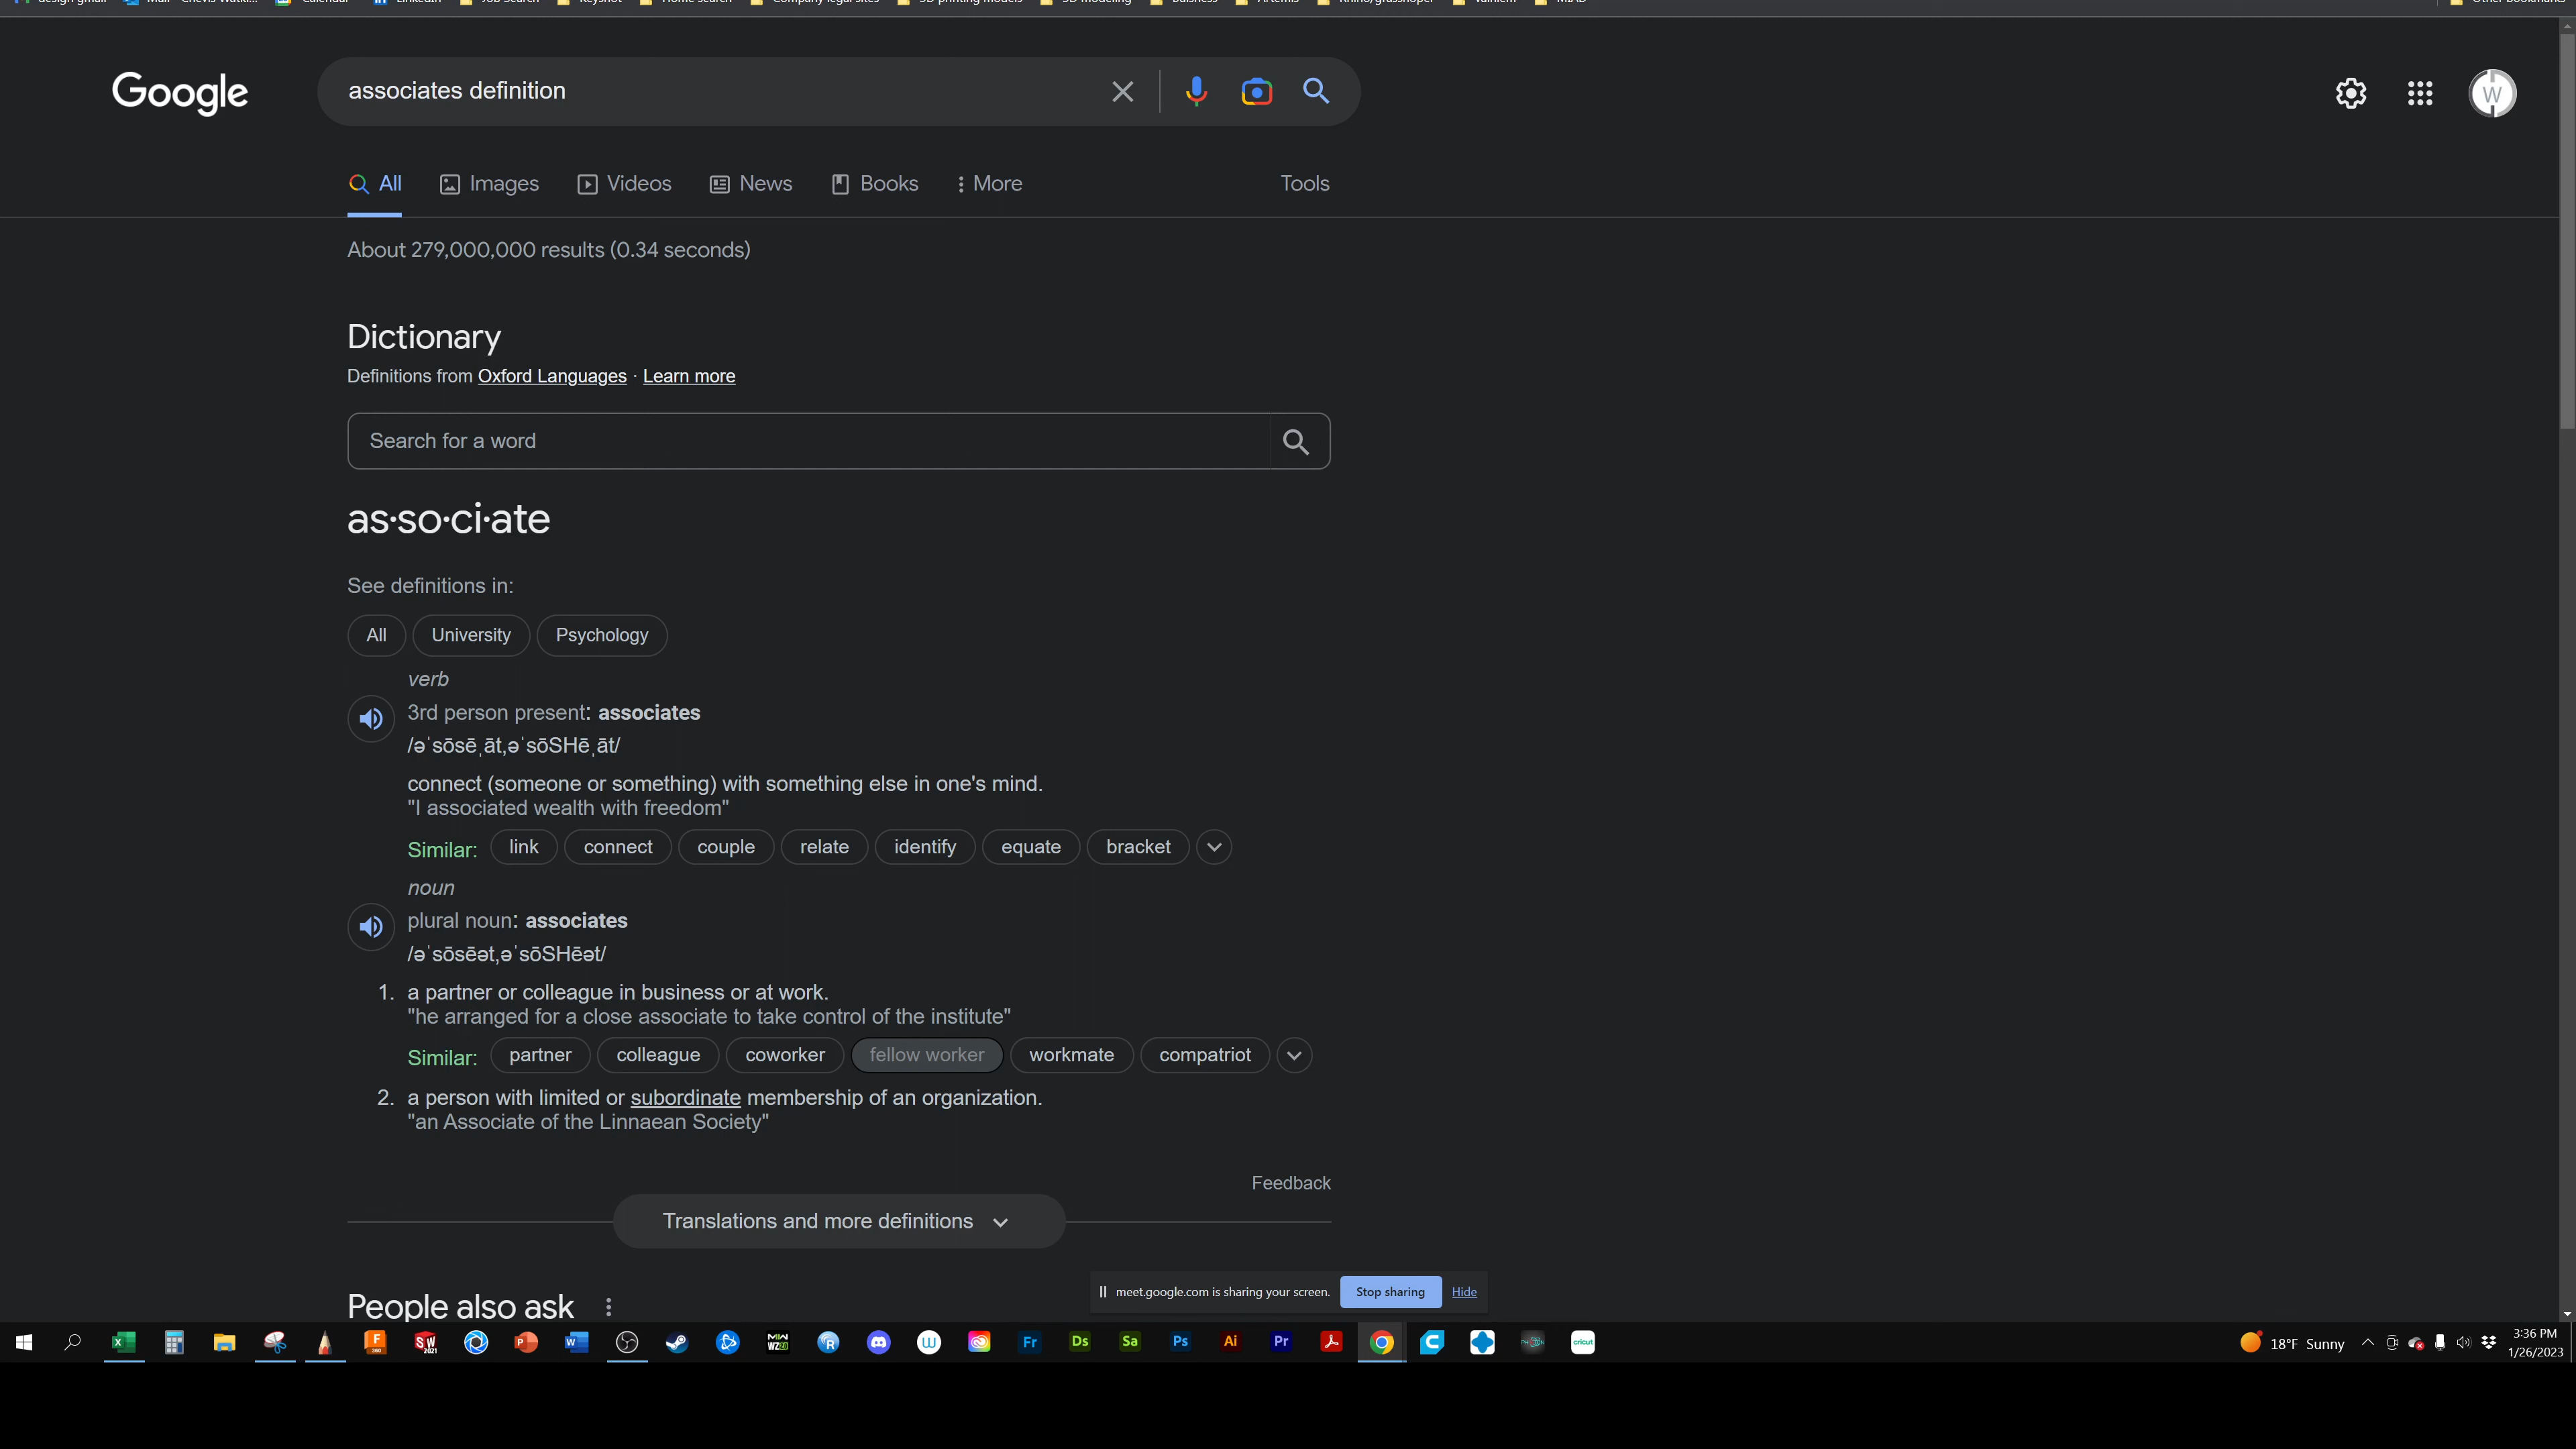 Google
associates definition
W
All Images Videos News Books More Tools
About 279,000,000 results (0.34 seconds)
Dictionary
Definitions from Oxford Languages · Learn more
Search for a word
as·so·ci·ate
See definitions in:
All University Psychology
verb
3rd person present: associates
/əˈsōsēˌāt,əˈsōSHēˌāt/
connect (someone or something) with something else in one's mind.
"I associated wealth with freedom"
Similar: link connect couple relate identify equate bracket
noun
plural noun: associates
/əˈsōsēət,əˈsōSHēət/
1. a partner or colleague in business or at work.
"he arranged for a close associate to take control of the institute"
Similar: partner colleague coworker fellow worker workmate compatriot
2. a person with limited or subordinate membership of an organization.
"an Associate of the Linnaean Society"
Feedback
Translations and more definitions
meet.google.com is sharing your screen. Stop sharing Hide
People also ask
18°F Sunny
3:36 PM
1/26/2023